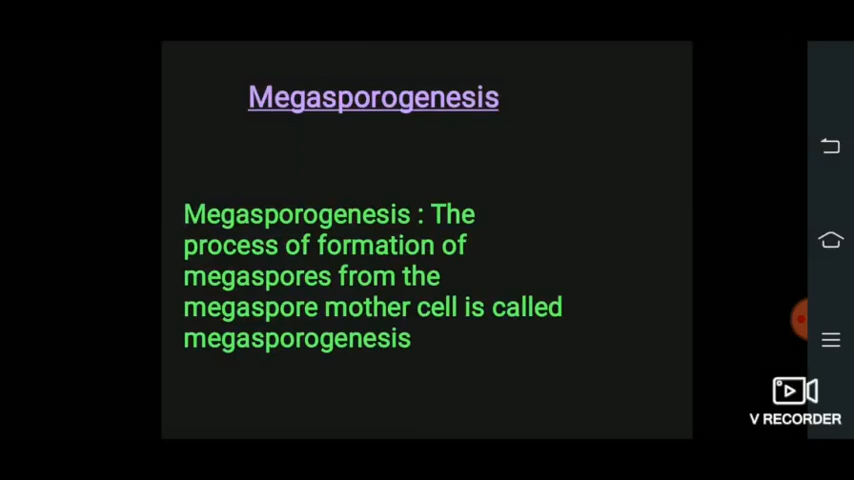 Megasporogenesis
Megasporogenesis : The
process of formation of
megaspores from the
megaspore mother cell is called
megasporogenesis
V RECORDER